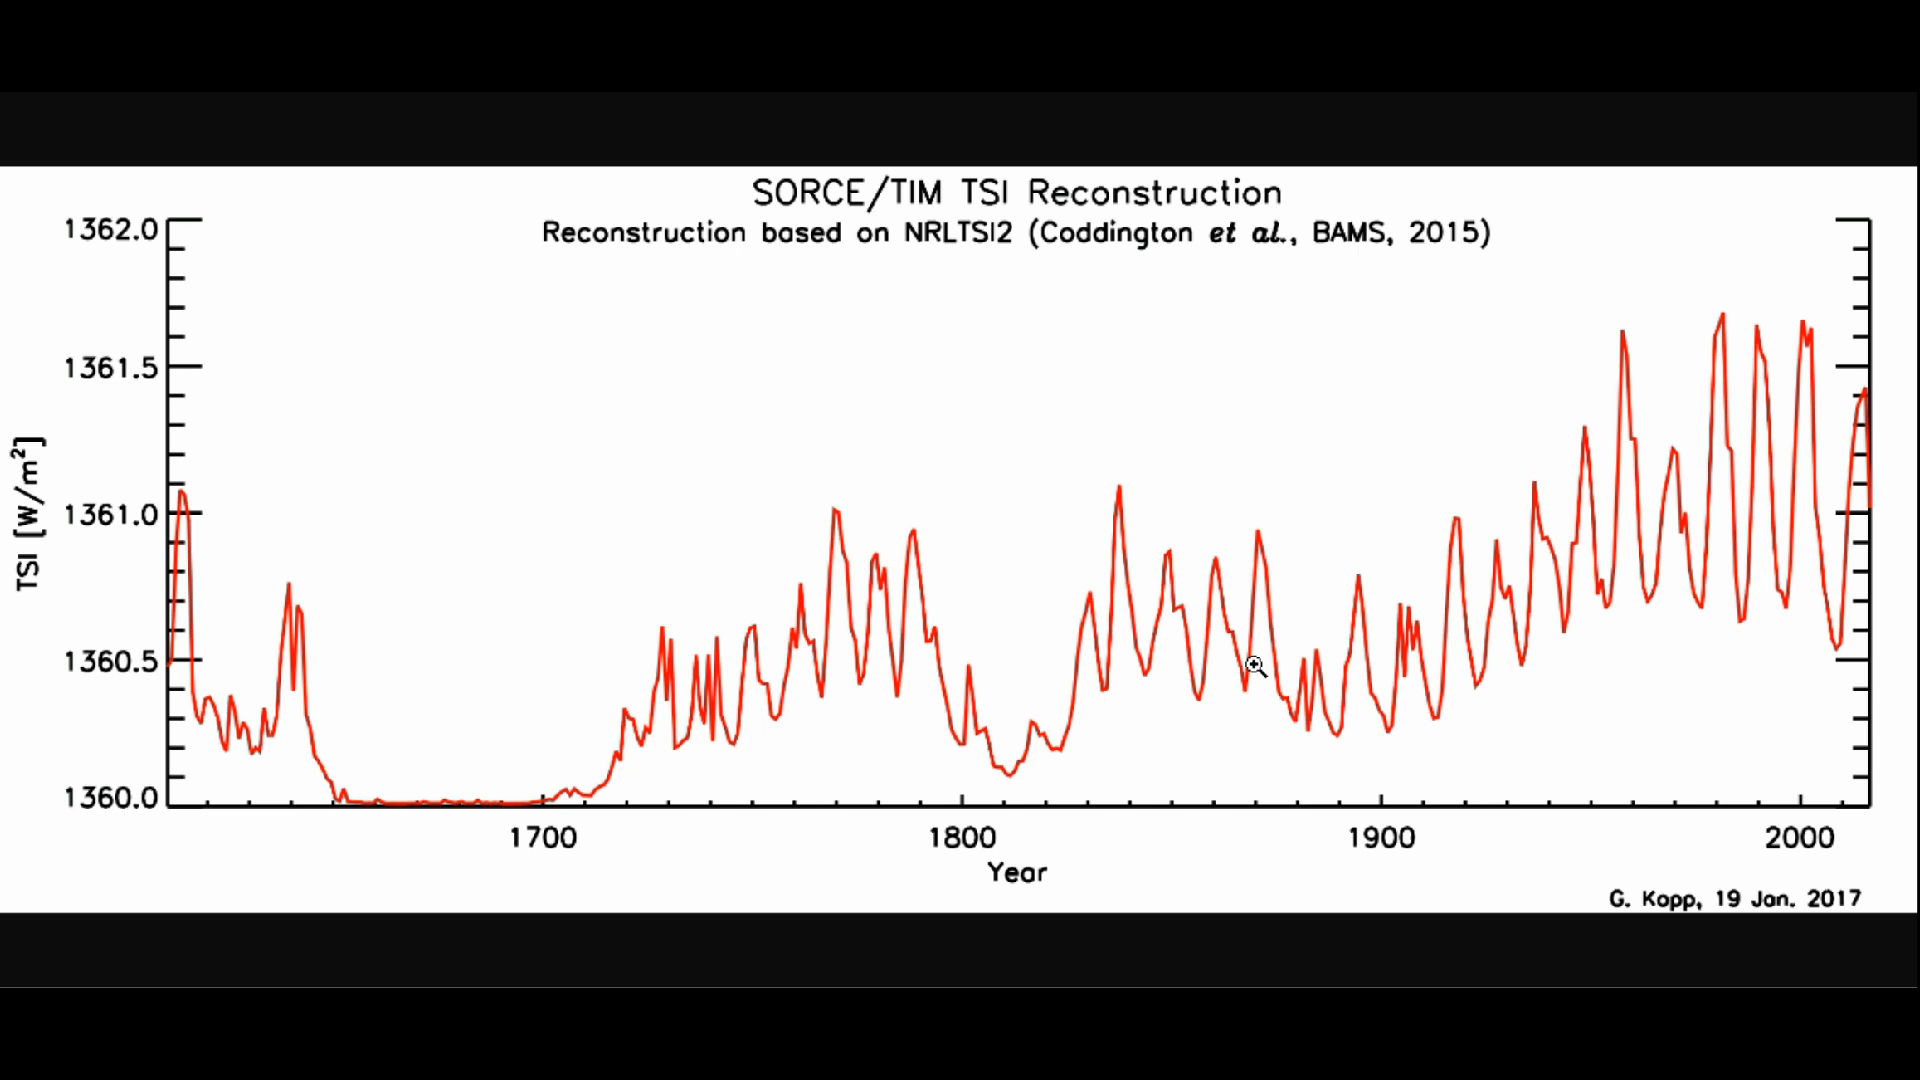 SORCE/TIM TSI Reconstruction
Reconstruction based on NRLTSI2 (Coddington et al., BAMS, 2015)
1362.0
1361.5
1361.0
1360.5
1360.0
TSI [W/m²]
1700 1800 1900 2000
Year
G. Kopp, 19 Jan. 2017